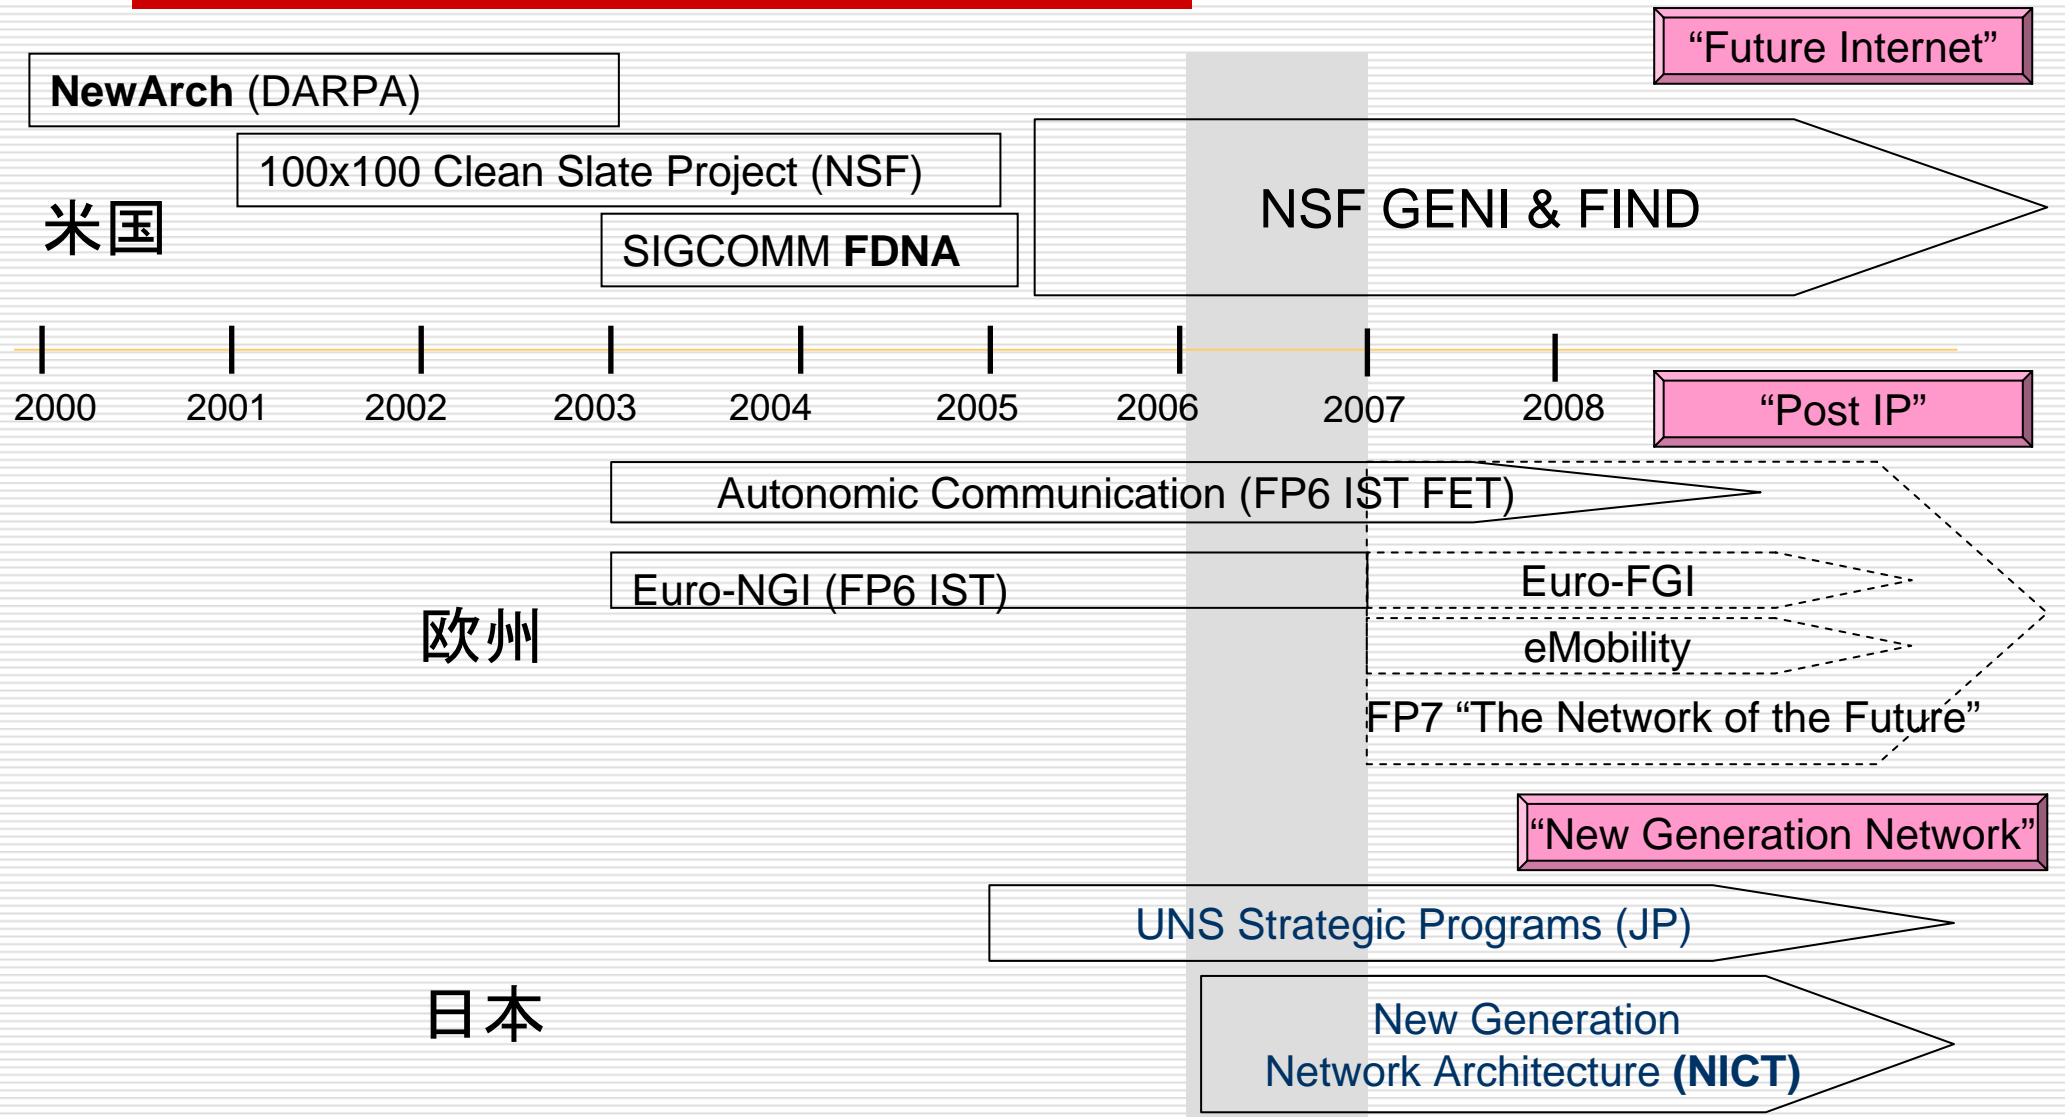 “Future Internet”
NewArch (DARPA)
100x100 Clean Slate Project (NSF)
NSF GENI & FIND
米国
SIGCOMM FDNA
2000 2001 2002 2003 2004 2005 2006 2007 2008
“Post IP”
Autonomic Communication (FP6 IST FET)
Euro-NGI (FP6 IST)
Euro-FGI
欧州
eMobility
FP7 “The Network of the Future”
“New Generation Network”
UNS Strategic Programs (JP)
日本
New Generation
Network Architecture (NICT)